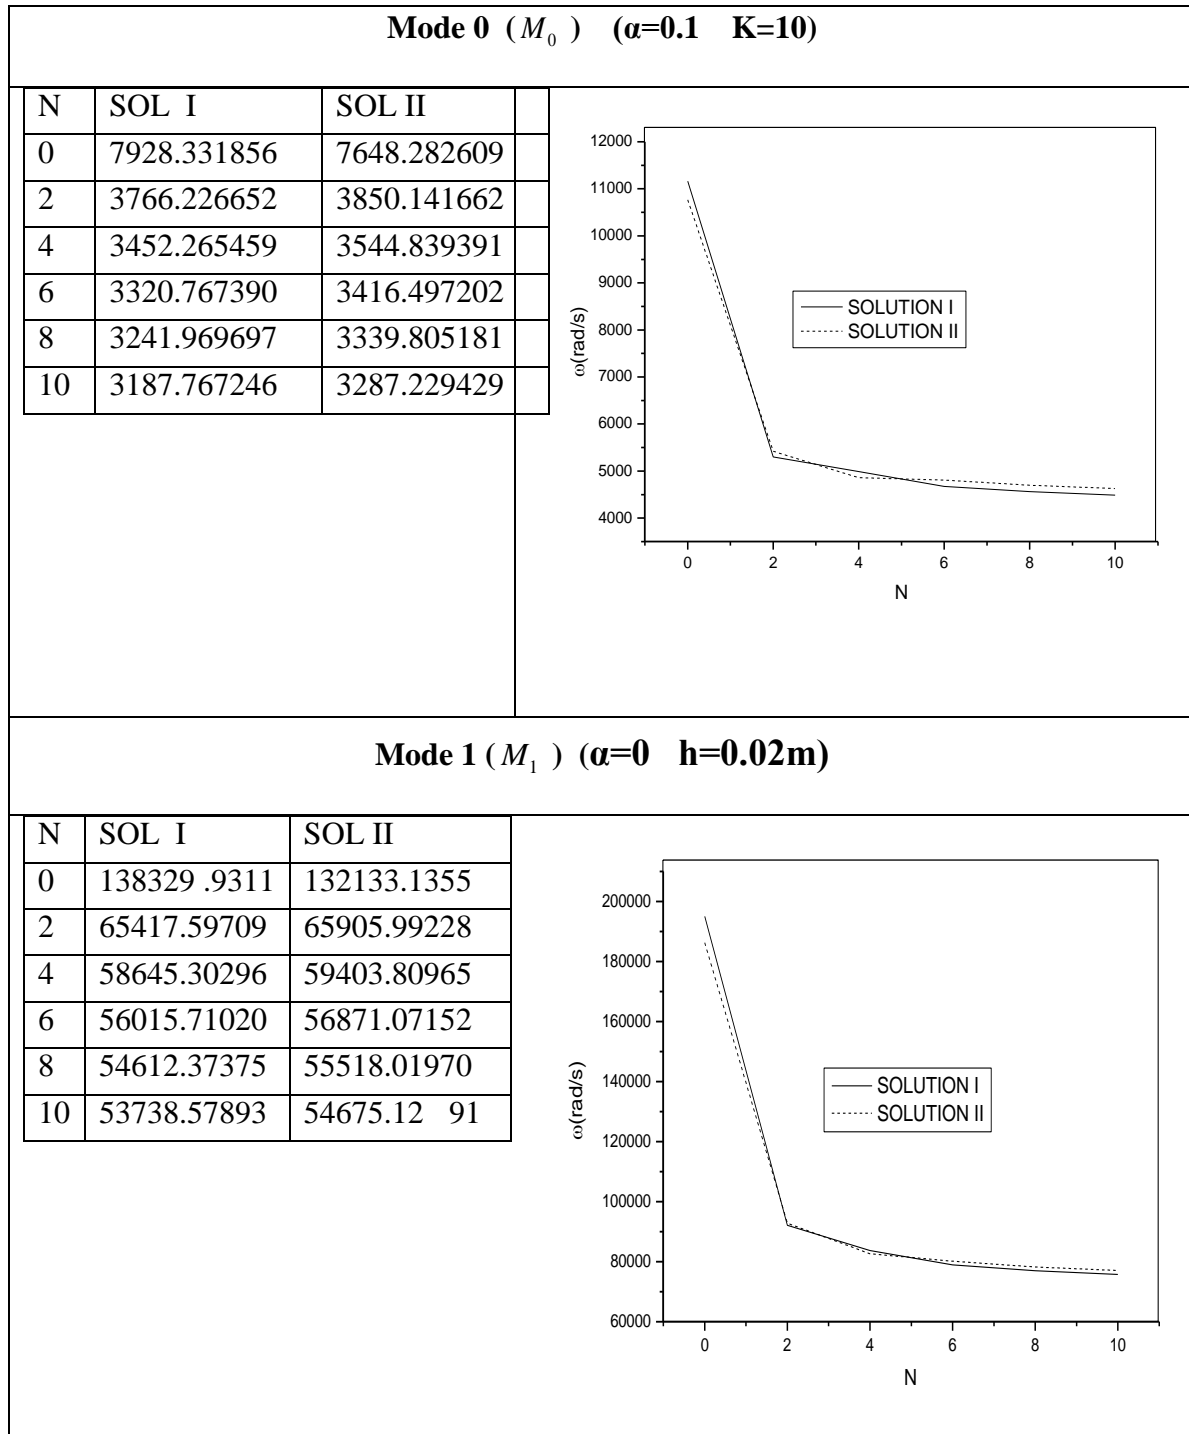 Mode 0 (M₀) (α=0.1 K=10)
N SOL I SOL II
0 7928.331856 7648.282609
2 3766.226652 3850.141662
4 3452.265459 3544.839391
6 3320.767390 3416.497202
8 3241.969697 3339.805181
10 3187.767246 3287.229429
12000
11000
10000
9000
8000
7000
6000
5000
4000
ω(rad/s)
SOLUTION I
SOLUTION II
0 2 4 6 8 10
N
Mode 1 (M₁) (α=0 h=0.02m)
N SOL I SOL II
0 138329 .9311 132133.1355
2 65417.59709 65905.99228
4 58645.30296 59403.80965
6 56015.71020 56871.07152
8 54612.37375 55518.01970
10 53738.57893 54675.12 91
200000
180000
160000
140000
120000
100000
80000
60000
ω(rad/s)
SOLUTION I
SOLUTION II
0 2 4 6 8 10
N